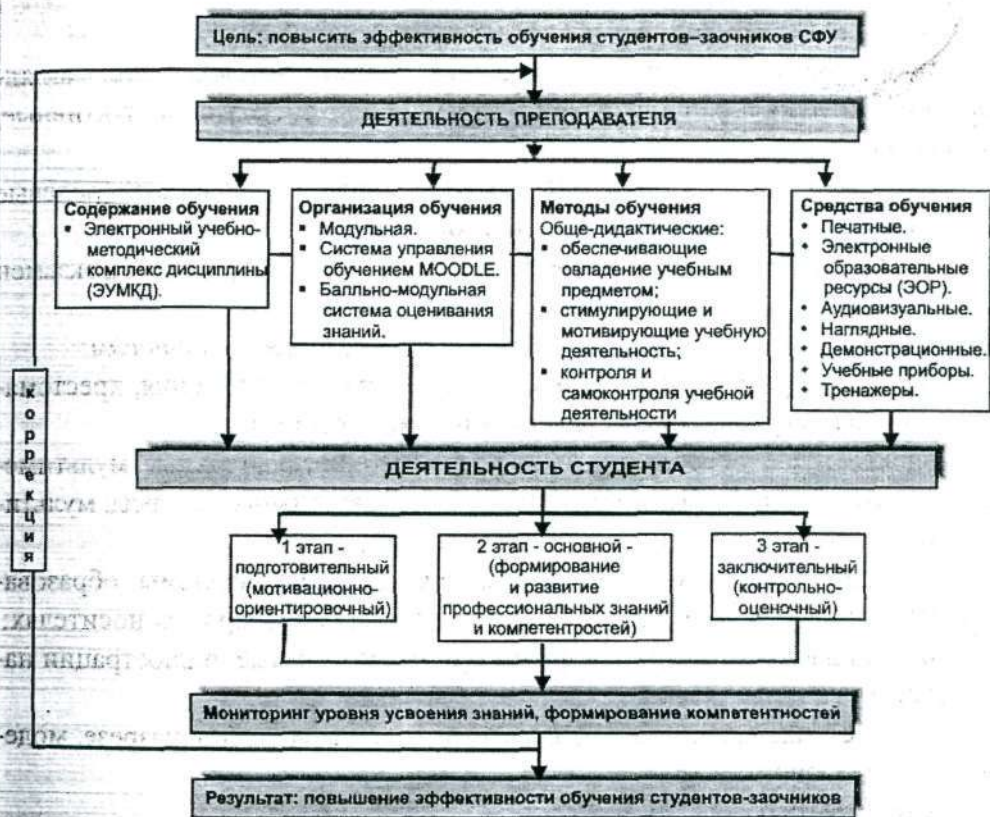 Цель: повысить эффективность обучения студентов–заочников СФУ
ДЕЯТЕЛЬНОСТЬ ПРЕПОДАВАТЕЛЯ
Содержание обучения
▪ Электронный учебно-
методический
комплекс дисциплины
(ЭУМКД).
Организация обучения
▪ Модульная.
▪ Система управления
обучением MOODLE.
▪ Балльно-модульная
система оценивания
знаний.
Методы обучения
Обще-дидактические:
▪ обеспечивающие
овладение учебным
предметом;
▪ стимулирующие и
мотивирующие учебную
деятельность;
▪ контроля и
самоконтроля учебной
деятельности
Средства обучения
• Печатные.
• Электронные
образовательные
ресурсы (ЭОР).
• Аудиовизуальные.
• Наглядные.
• Демонстрационные.
• Учебные приборы.
• Тренажеры.
коррекция
ДЕЯТЕЛЬНОСТЬ СТУДЕНТА
1 этап -
подготовительный
(мотивационно-
ориентировочный)
2 этап - основной -
(формирование
и развитие
профессиональных знаний
и компетентростей)
3 этап -
заключительный
(контрольно-
оценочный)
Мониторинг уровня усвоения знаний, формирование компетентностей
Результат: повышение эффективности обучения студентов-заочников